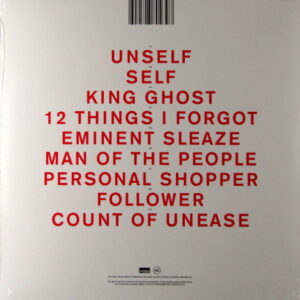 UNSELF
SELF
KING GHOST
12 THINGS I FORGOT
EMINENT SLEAZE
MAN OF THE PEOPLE
PERSONAL SHOPPER
FOLLOWER
COUNT OF UNEASE